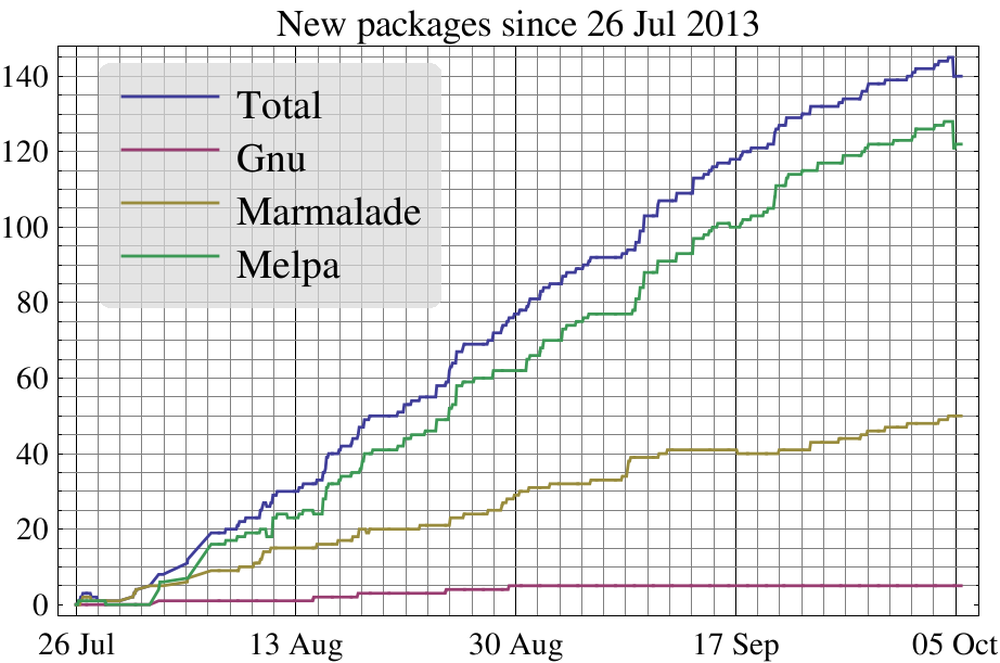 New packages since 26 Jul 2013
140
120
100
80
60
40
20
0
Total
Gnu
Marmalade
Melpa
26 Jul 13 Aug 30 Aug 17 Sep 05 Oct